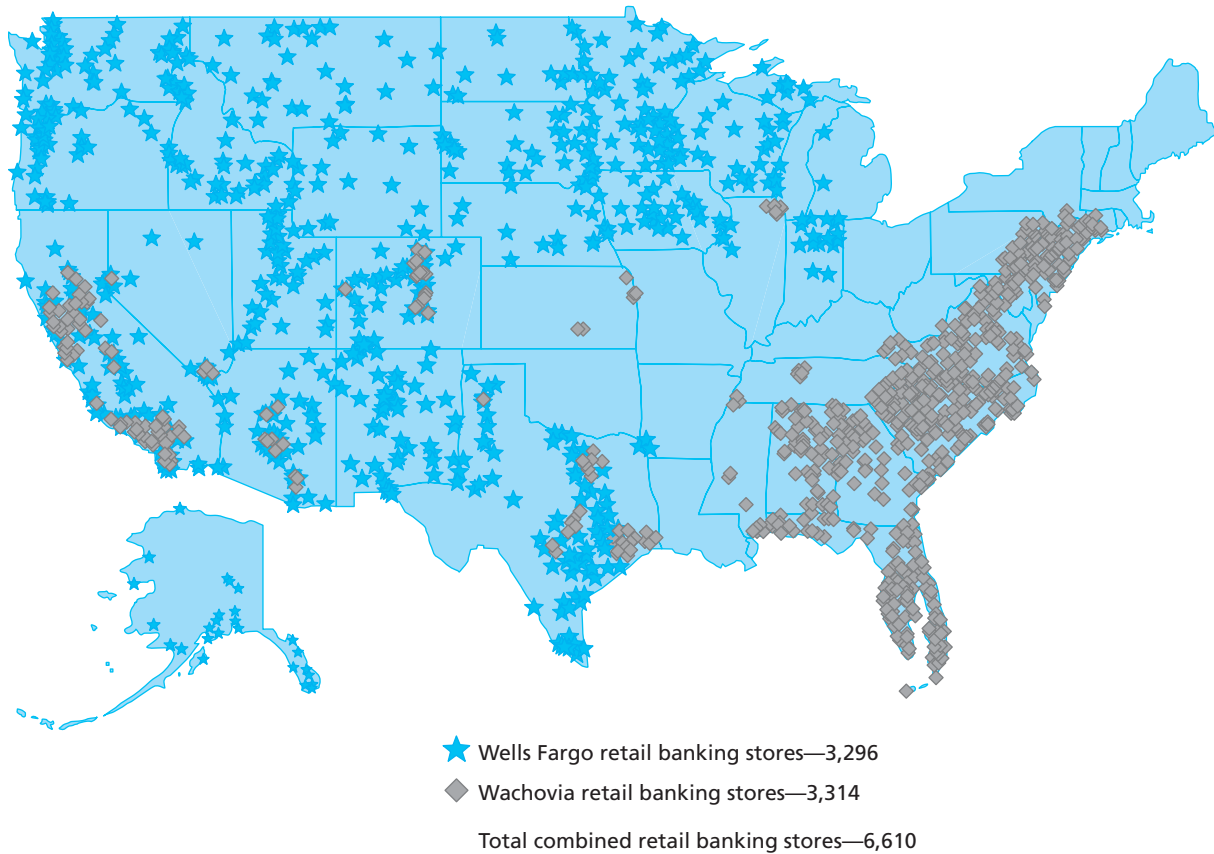 Wells Fargo retail banking stores—3,296
Wachovia retail banking stores—3,314
Total combined retail banking stores—6,610